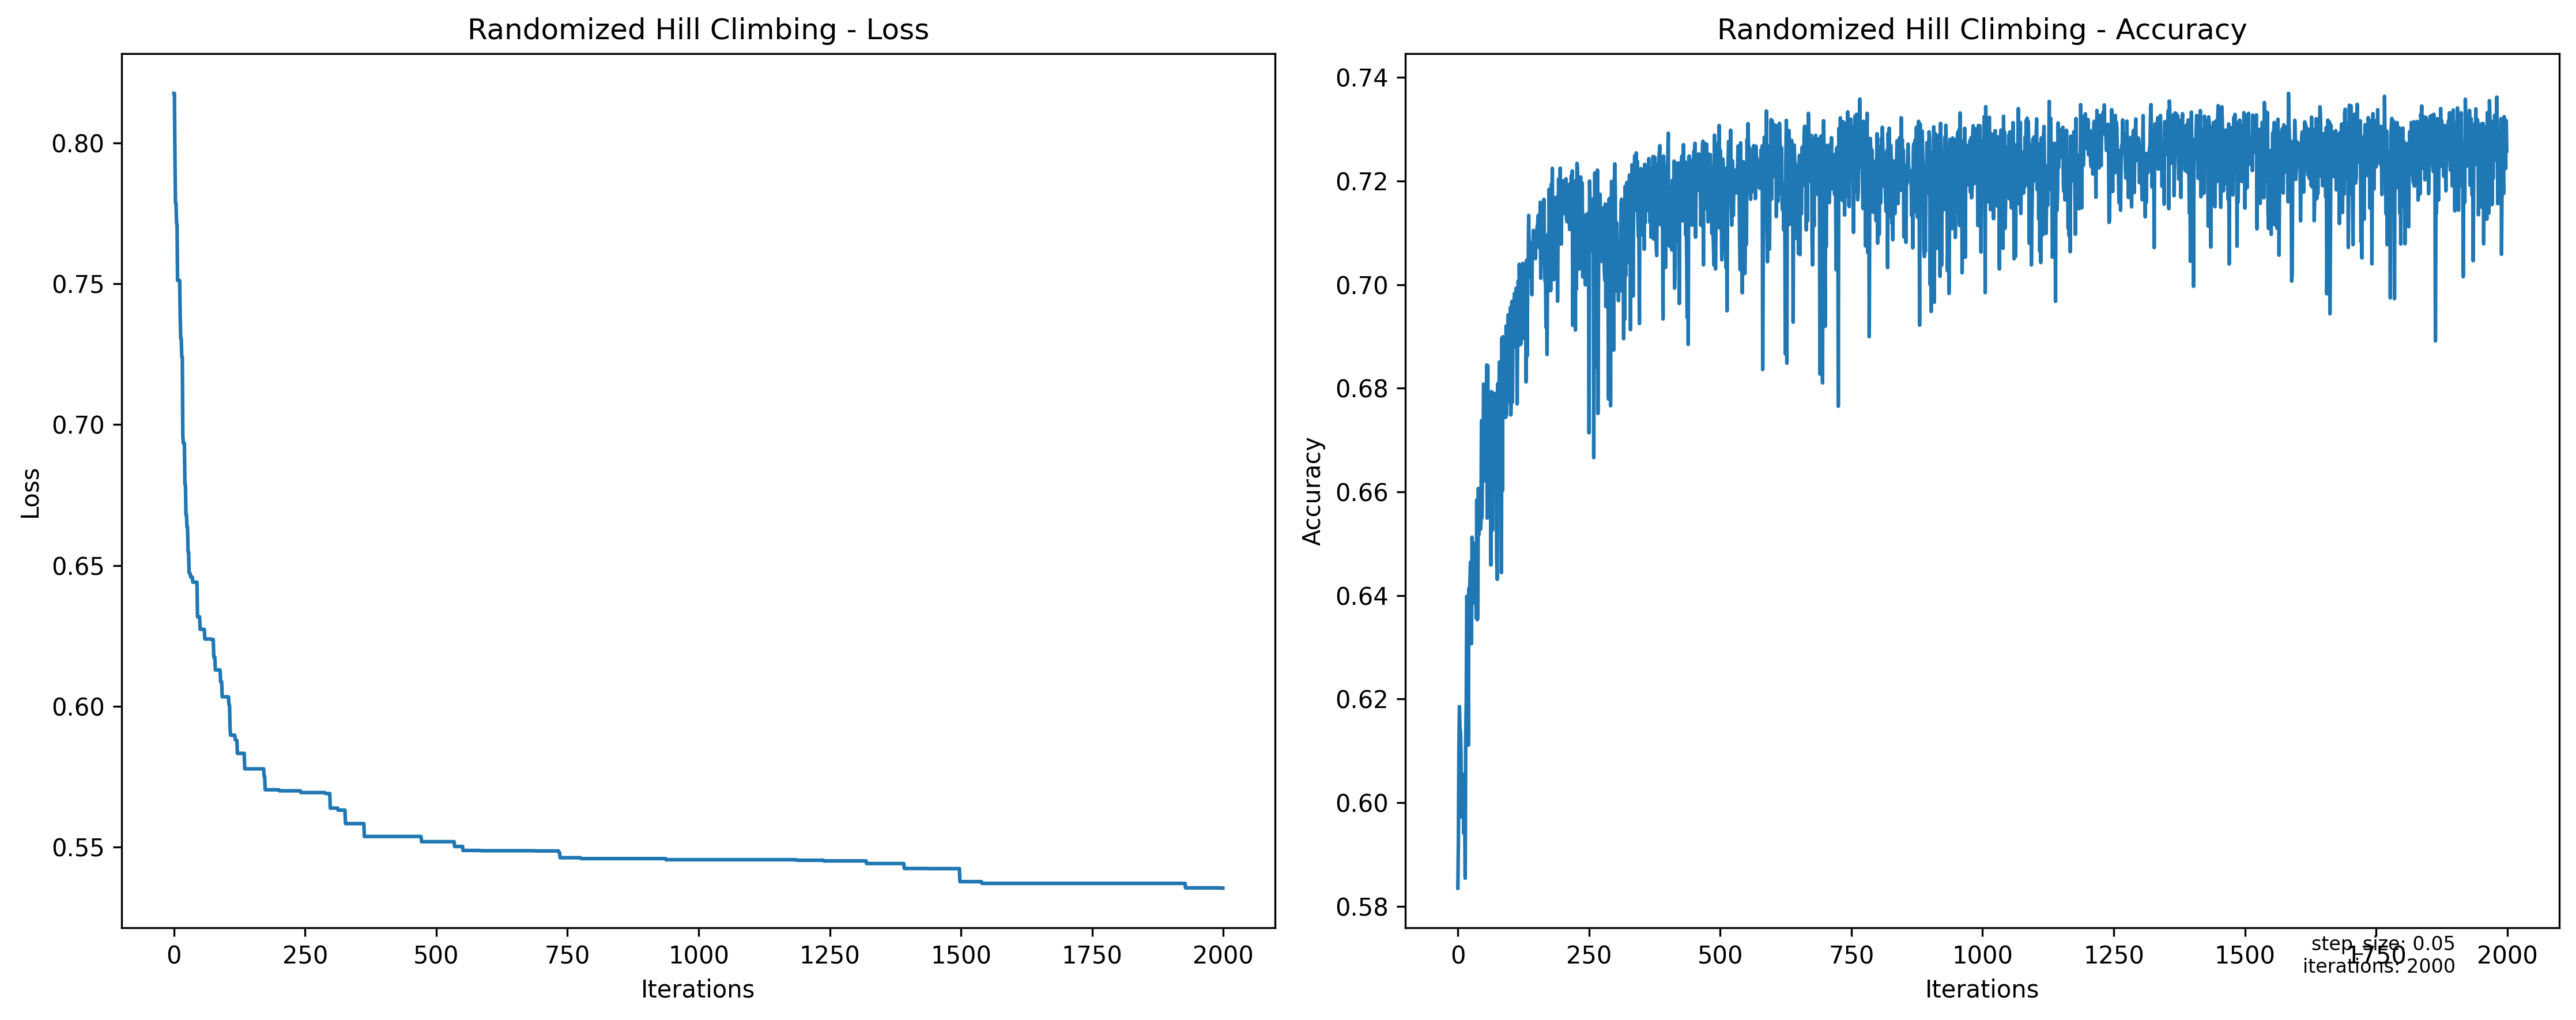 Randomized Hill Climbing - Loss
0.80
0.75
0.70
0.65
0.60
0.55
Loss
0 250 500 750 1000 1250 1500 1750 2000
Iterations
Randomized Hill Climbing - Accuracy
0.74
0.72
0.70
0.68
0.66
0.64
0.62
0.60
0.58
Accuracy
0 250 500 750 1000 1250 1500 1750 2000
step_size: 0.05
iterations: 2000
Iterations